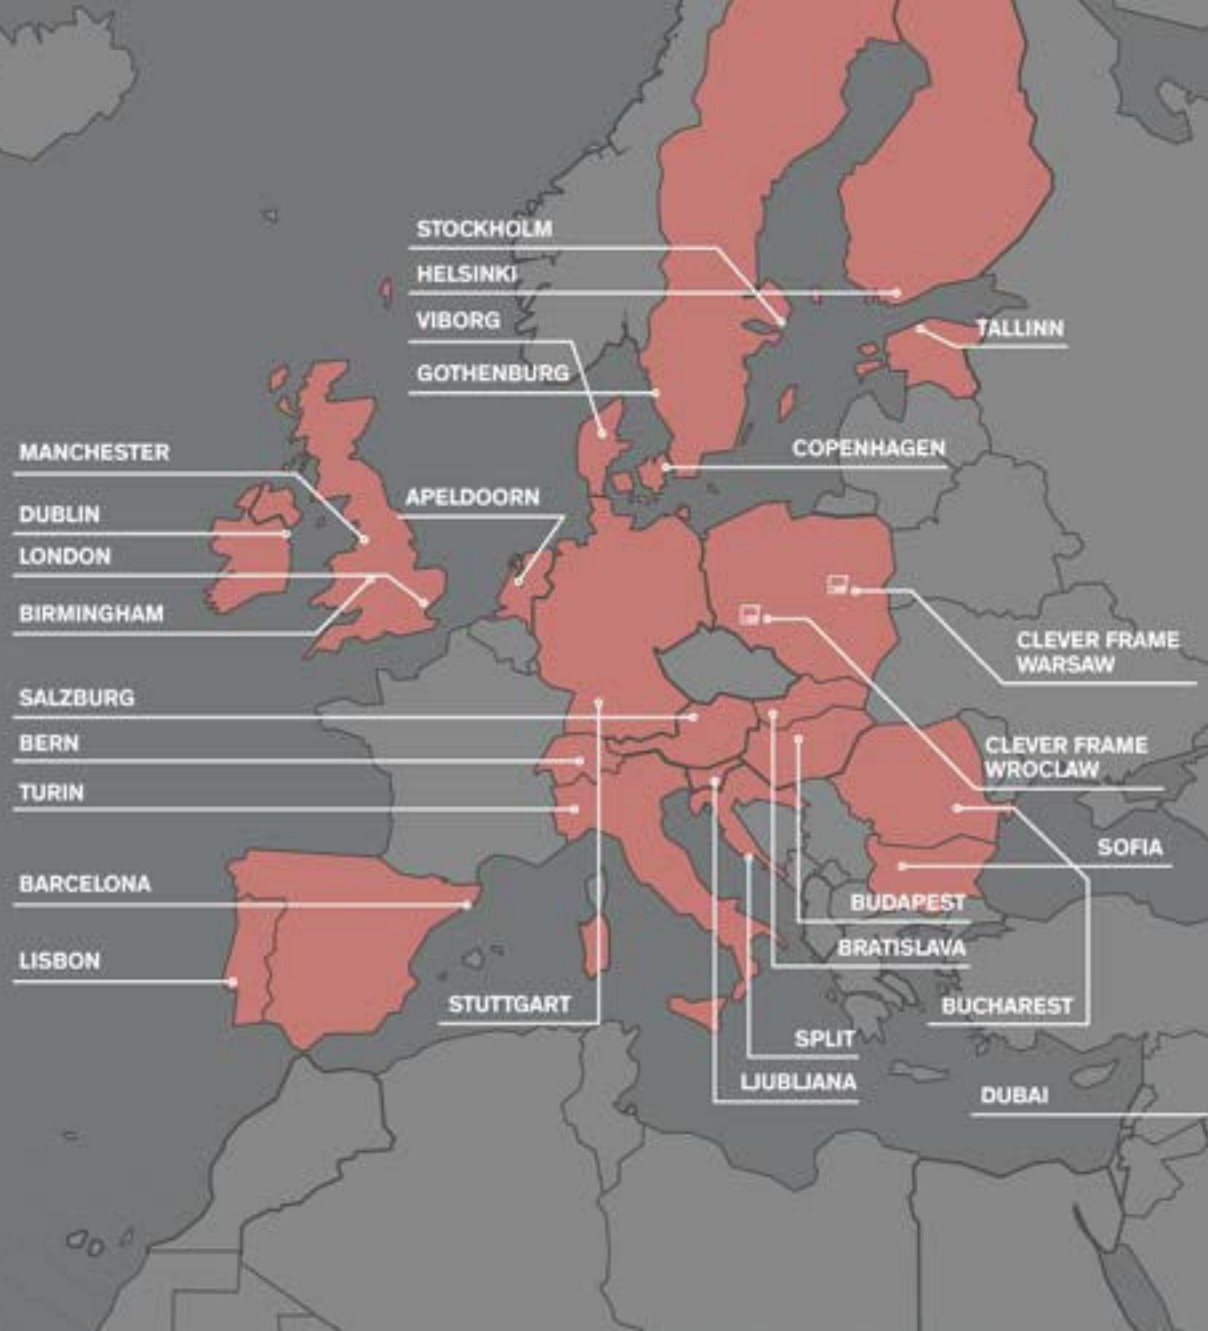 STOCKHOLM
HELSINKI
VIBORG
TALLINN
GOTHENBURG
MANCHESTER
COPENHAGEN
APELDOORN
DUBLIN
LONDON
BIRMINGHAM
CLEVER FRAME
WARSAW
SALZBURG
BERN
CLEVER FRAME
WROCLAW
TURIN
SOFIA
BARCELONA
BUDAPEST
BRATISLAVA
LISBON
STUTTGART
BUCHAREST
SPLIT
LJUBLJANA
DUBAI